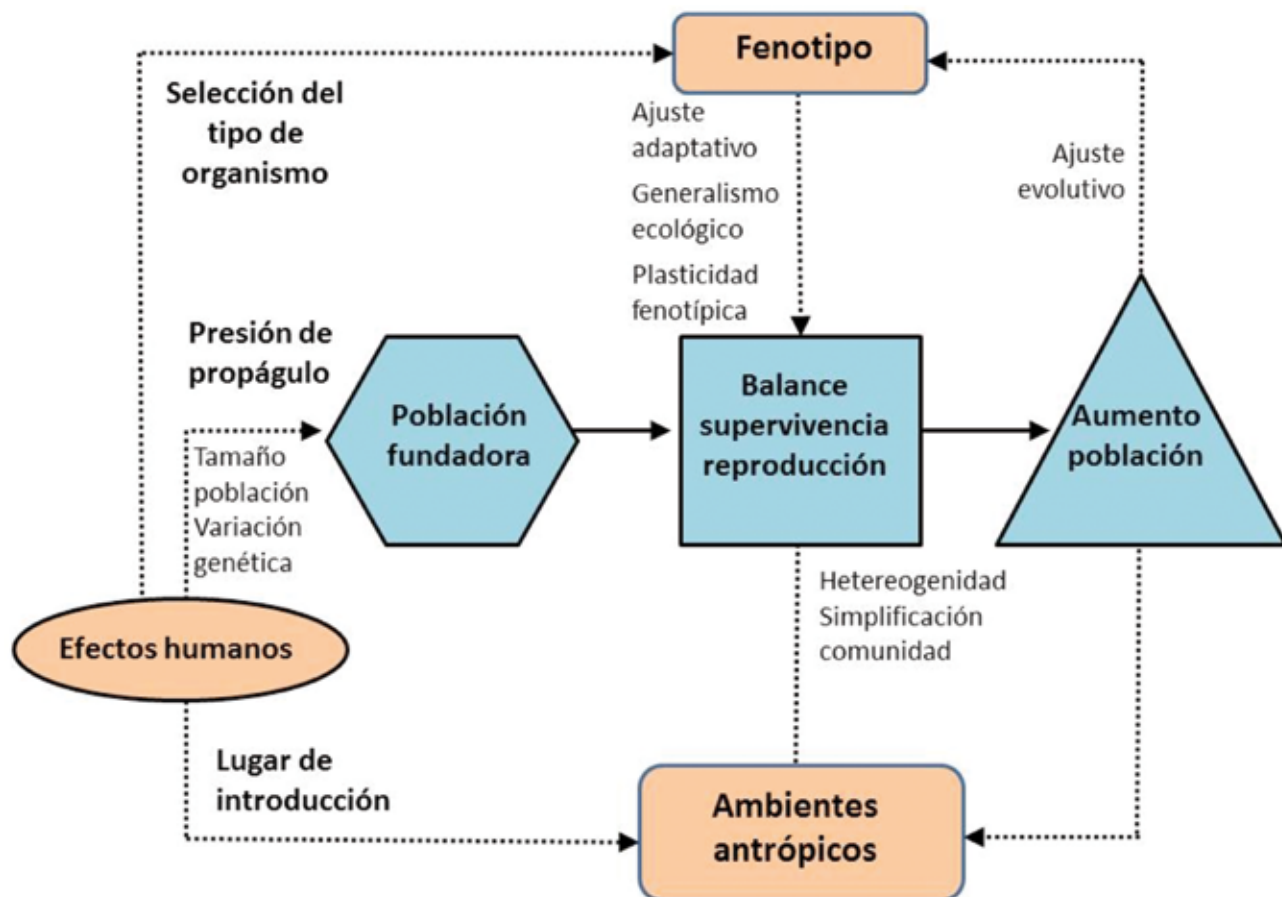 Fenotipo
Selección del
tipo de
organismo
Ajuste
adaptativo
Generalismo
ecológico
Plasticidad
fenotípica
Ajuste
evolutivo
Presión de
propágulo
Tamaño
población
Variación
genética
Población
fundadora
Balance
supervivencia
reproducción
Aumento
población
Efectos humanos
Hetereogenidad
Simplificación
comunidad
Lugar de
introducción
Ambientes
antrópicos